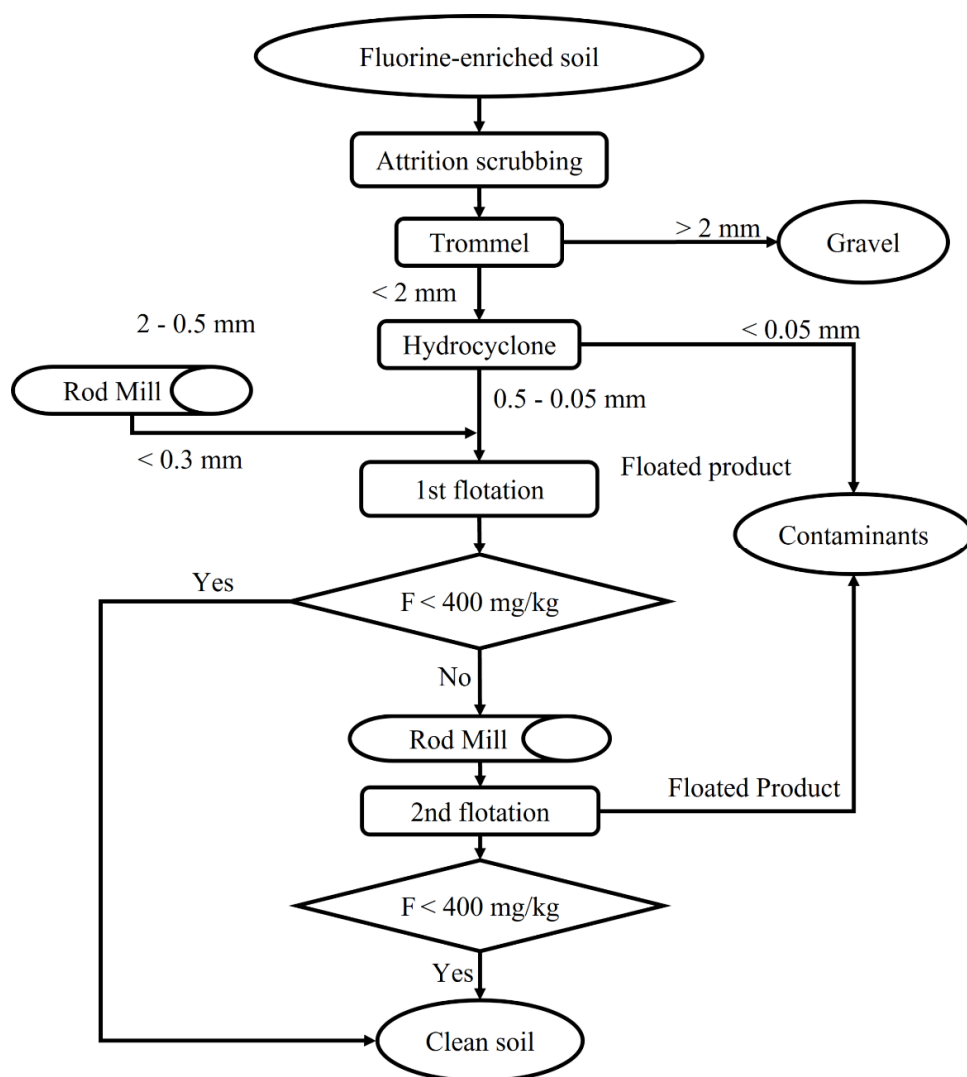 Fluorine-enriched soil
Attrition scrubbing
Trommel
> 2 mm
Gravel
< 2 mm
2 - 0.5 mm
Hydrocyclone
< 0.05 mm
Rod Mill
0.5 - 0.05 mm
< 0.3 mm
Floated product
1st flotation
Contaminants
Yes
F < 400 mg/kg
No
Rod Mill
Floated Product
2nd flotation
F < 400 mg/kg
Yes
Clean soil